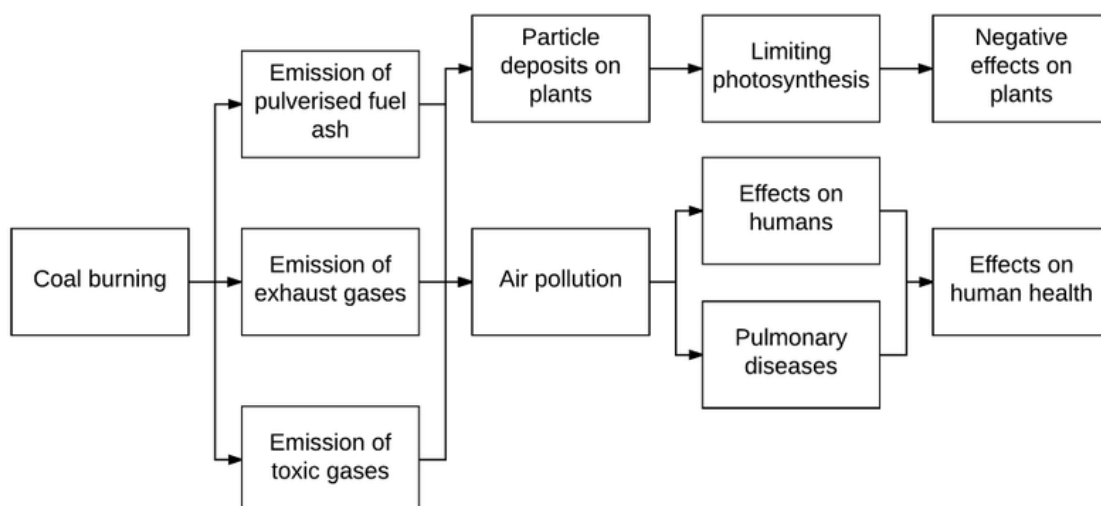 Coal burning
Emission of
pulverised fuel
ash
Emission of
exhaust gases
Emission of
toxic gases
Particle
deposits on
plants
Limiting
photosynthesis
Negative
effects on
plants
Air pollution
Effects on
humans
Pulmonary
diseases
Effects on
human health